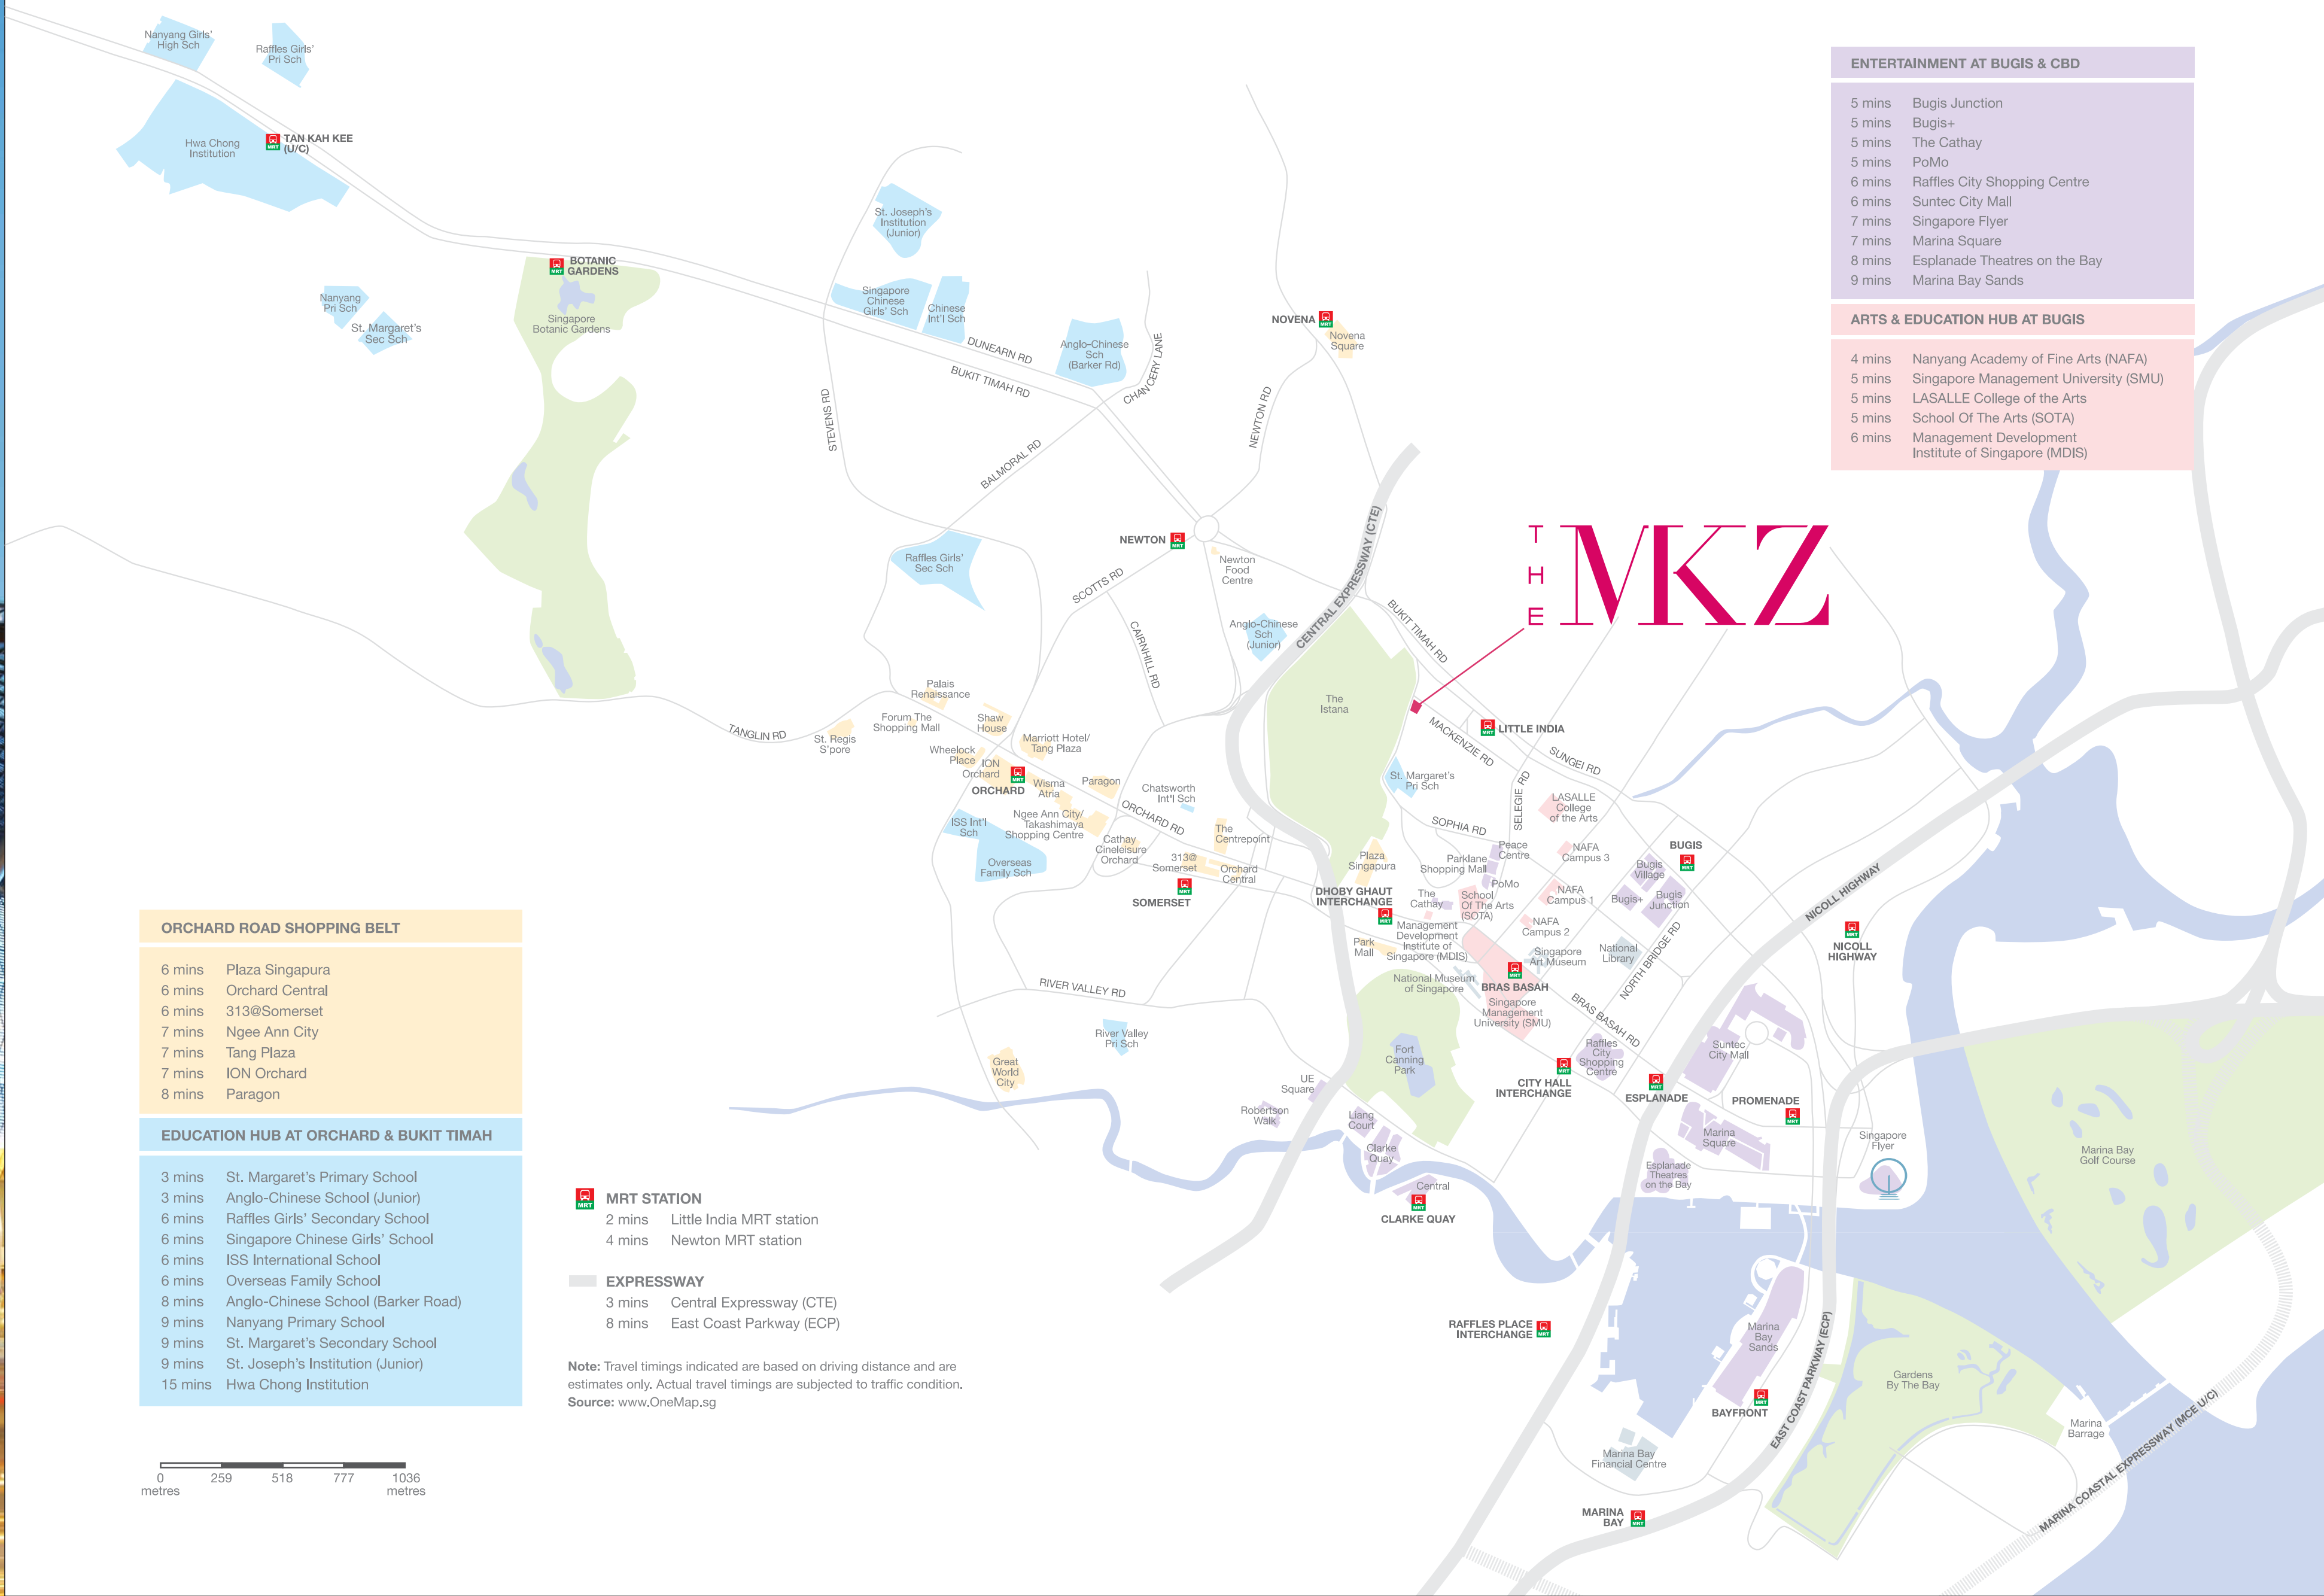 Nanyang Girls'
High Sch
Raffles Girls'
Pri Sch
Hwa Chong
Institution
TAN KAH KEE
(U/C)
BOTANIC
GARDENS
Singapore
Botanic Gardens
Nanyang
Pri Sch
St. Margaret's
Sec Sch
St. Joseph's
Institution
(Junior)
Singapore
Chinese
Girls' Sch
Chinese
Int'l Sch
DUNEARN RD
BUKIT TIMAH RD
Anglo-Chinese
Sch
(Barker Rd)
CHANCERY LANE
STEVENS RD
BALMORAL RD
NOVENA
Novena
Square
NEWTON RD
NEWTON
Newton
Food
Centre
Raffles Girls'
Sec Sch
SCOTTS RD
CAIRNHILL RD
Anglo-Chinese
Sch
(Junior)
CENTRAL EXPRESSWAY (CTE)
BUKIT TIMAH RD
THE MKZ
The
Istana
MACKENZIE RD
LITTLE INDIA
SUNGEI RD
SELEGIE RD
SOPHIA RD
St. Margaret's
Pri Sch
LASALLE
College
of the Arts
Palais
Renaissance
Forum The
Shopping Mall
Shaw
House
TANGLIN RD
St. Regis
S'pore
Wheelock
Place
ION
Orchard
Marriott Hotel/
Tang Plaza
ORCHARD
Wisma
Atria
Paragon
Ngee Ann City/
Takashimaya
Shopping Centre
ORCHARD RD
Chatsworth
Int'l Sch
ISS Int'l
Sch
Overseas
Family Sch
Cathay
Cineleisure
Orchard
313@
Somerset
The
Centrepoint
Orchard
Central
SOMERSET
Plaza
Singapura
DHOBY GHAUT
INTERCHANGE
Parklane
Shopping Mall
Peace
Centre
PoMo
The
Cathay
School
Of The Arts
(SOTA)
NAFA
Campus 3
NAFA
Campus 1
NAFA
Campus 2
Bugis
Village
BUGIS
Bugis+
Bugis
Junction
Management
Development
Institute of
Singapore (MDIS)
Park
Mall
National Museum
of Singapore
Singapore
Art Museum
National
Library
BRAS BASAH
Singapore
Management
University (SMU)
NORTH BRIDGE RD
BRAS BASAH RD
NICOLL HIGHWAY
NICOLL
HIGHWAY
RIVER VALLEY RD
River Valley
Pri Sch
Great
World
City
Fort
Canning
Park
UE
Square
Robertson
Walk
Liang
Court
Clarke
Quay
Central
CLARKE QUAY
CITY HALL
INTERCHANGE
Raffles
City
Shopping
Centre
ESPLANADE
Suntec
City Mall
PROMENADE
Marina
Square
Esplanade
Theatres
on the Bay
Singapore
Flyer
Marina Bay
Golf Course
RAFFLES PLACE
INTERCHANGE
Marina
Bay
Sands
BAYFRONT
EAST COAST PARKWAY (ECP)
Gardens
By The Bay
Marina
Barrage
MARINA COASTAL EXPRESSWAY (MCE U/C)
Marina Bay
Financial Centre
MARINA
BAY
ENTERTAINMENT AT BUGIS & CBD
5 mins Bugis Junction
5 mins Bugis+
5 mins The Cathay
5 mins PoMo
6 mins Raffles City Shopping Centre
6 mins Suntec City Mall
7 mins Singapore Flyer
7 mins Marina Square
8 mins Esplanade Theatres on the Bay
9 mins Marina Bay Sands
ARTS & EDUCATION HUB AT BUGIS
4 mins Nanyang Academy of Fine Arts (NAFA)
5 mins Singapore Management University (SMU)
5 mins LASALLE College of the Arts
5 mins School Of The Arts (SOTA)
6 mins Management Development
Institute of Singapore (MDIS)
ORCHARD ROAD SHOPPING BELT
6 mins Plaza Singapura
6 mins Orchard Central
6 mins 313@Somerset
7 mins Ngee Ann City
7 mins Tang Plaza
7 mins ION Orchard
8 mins Paragon
EDUCATION HUB AT ORCHARD & BUKIT TIMAH
3 mins St. Margaret's Primary School
3 mins Anglo-Chinese School (Junior)
6 mins Raffles Girls' Secondary School
6 mins Singapore Chinese Girls' School
6 mins ISS International School
6 mins Overseas Family School
8 mins Anglo-Chinese School (Barker Road)
9 mins Nanyang Primary School
9 mins St. Margaret's Secondary School
9 mins St. Joseph's Institution (Junior)
15 mins Hwa Chong Institution
MRT STATION
2 mins Little India MRT station
4 mins Newton MRT station
EXPRESSWAY
3 mins Central Expressway (CTE)
8 mins East Coast Parkway (ECP)
Note: Travel timings indicated are based on driving distance and are
estimates only. Actual travel timings are subjected to traffic condition.
Source: www.OneMap.sg
0 259 518 777 1036
metres metres